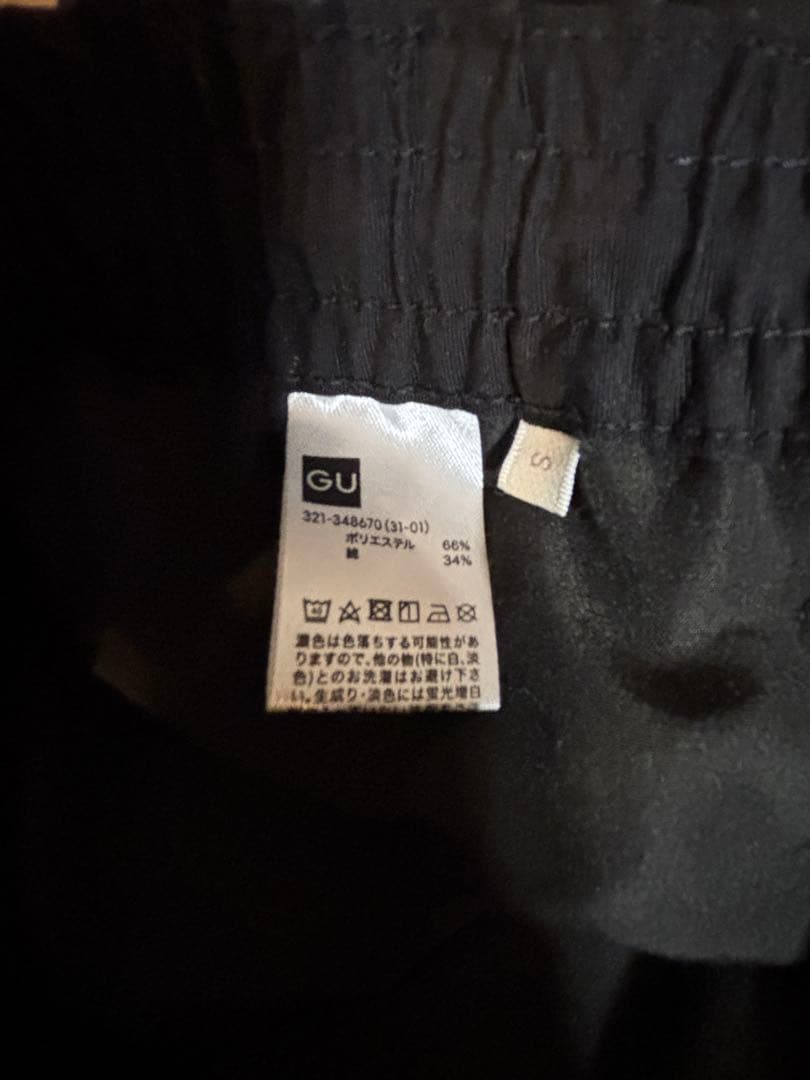 GU
S
321-348670(31-01)
ポリエステル 66%
綿 34%
40
濃色は色落ちする可能性があ
りますので、他の物(特に白、淡
色)とのお洗濯はお避け下さ
い。生成り・淡色には蛍光増白